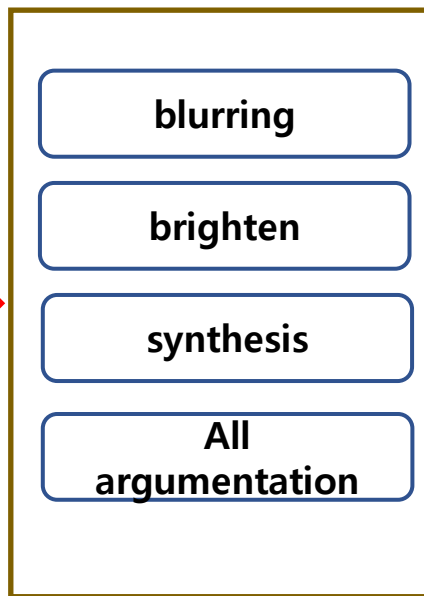 blurring
brighten
synthesis
All
argumentation